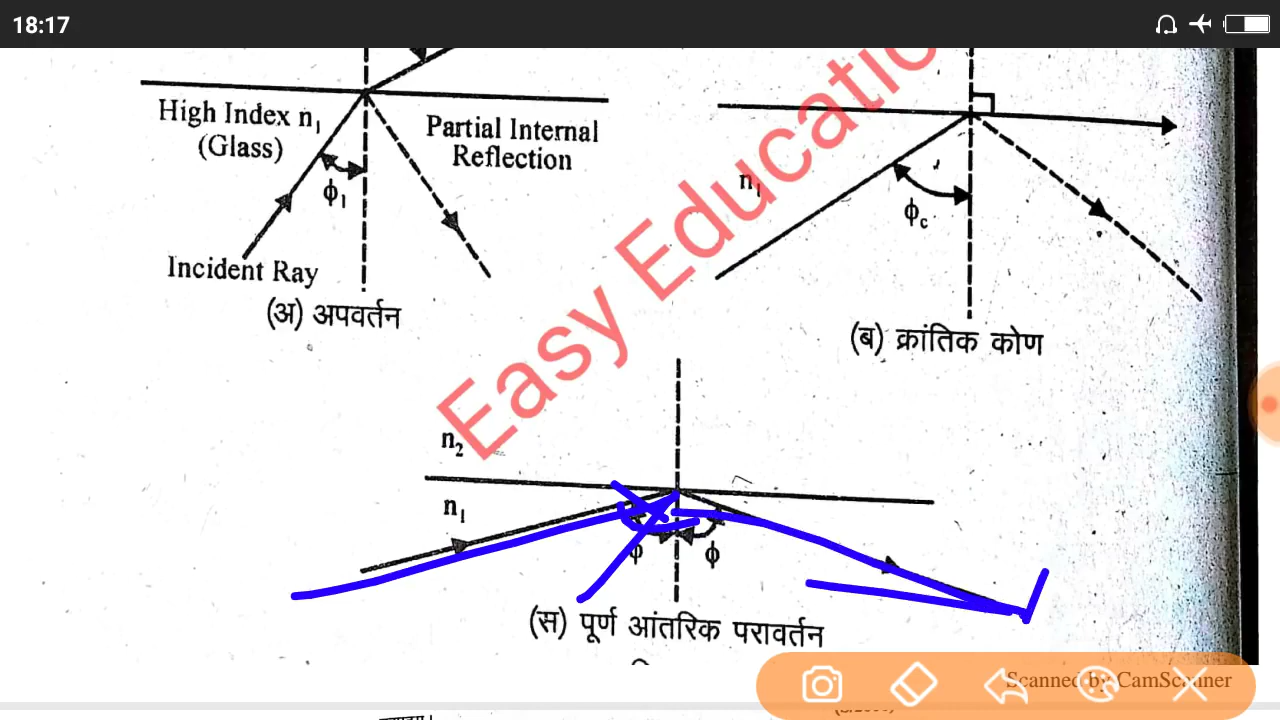 18:17
High Index n₁
(Glass)
Partial Internal
Reflection
ϕ₁
Incident Ray
(अ) अपवर्तन
n₁
ϕc
(ब) क्रांतिक कोण
Easy Educatio
n₂
n₁
ϕ ϕ
(स) पूर्ण आंतरिक परावर्तन
Scanned by CamScanner